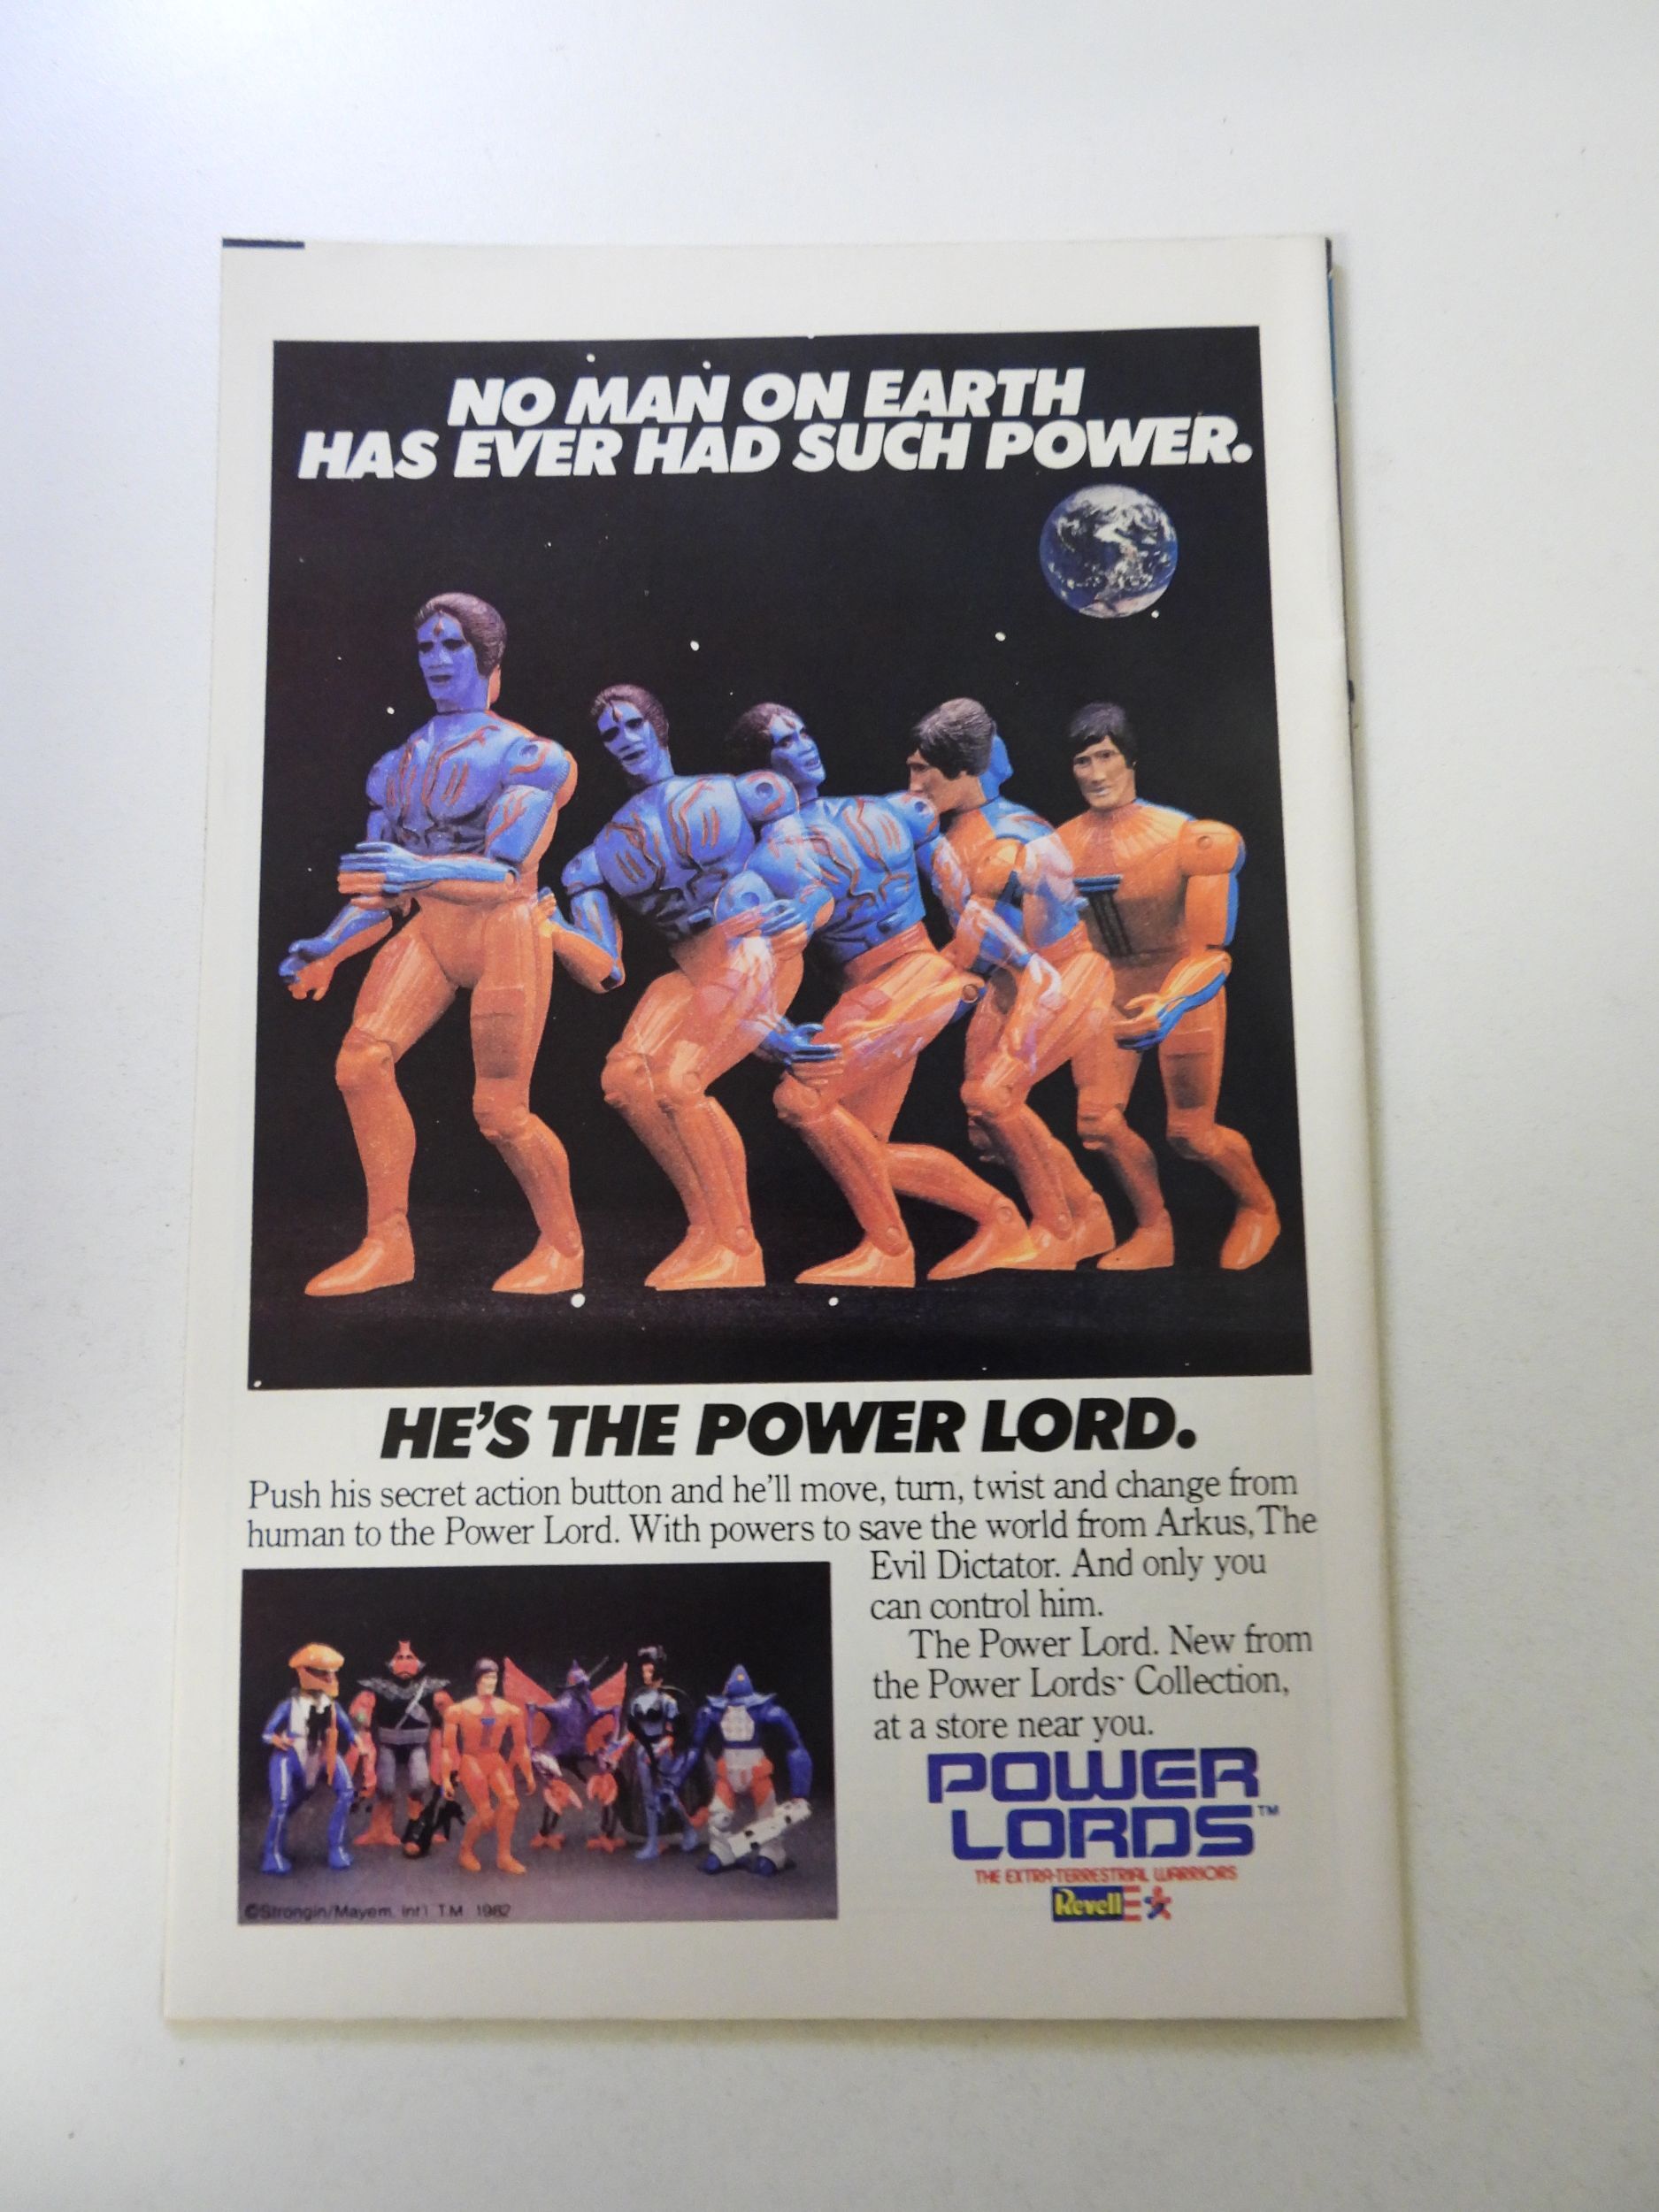 NO MAN ON EARTH
HAS EVER HAD SUCH POWER.
HE'S THE POWER LORD.
Push his secret action button and he'll move, turn, twist and change from
human to the Power Lord. With powers to save the world from Arkus, The
Evil Dictator. And only you
can control him.
The Power Lord. New from
the Power Lords™ Collection,
at a store near you.
POWER
LORDS™
THE EXTRA-TERRESTRIAL WARRIORS
Revell
©Strongin/Mayem, Int'l T.M. 1982